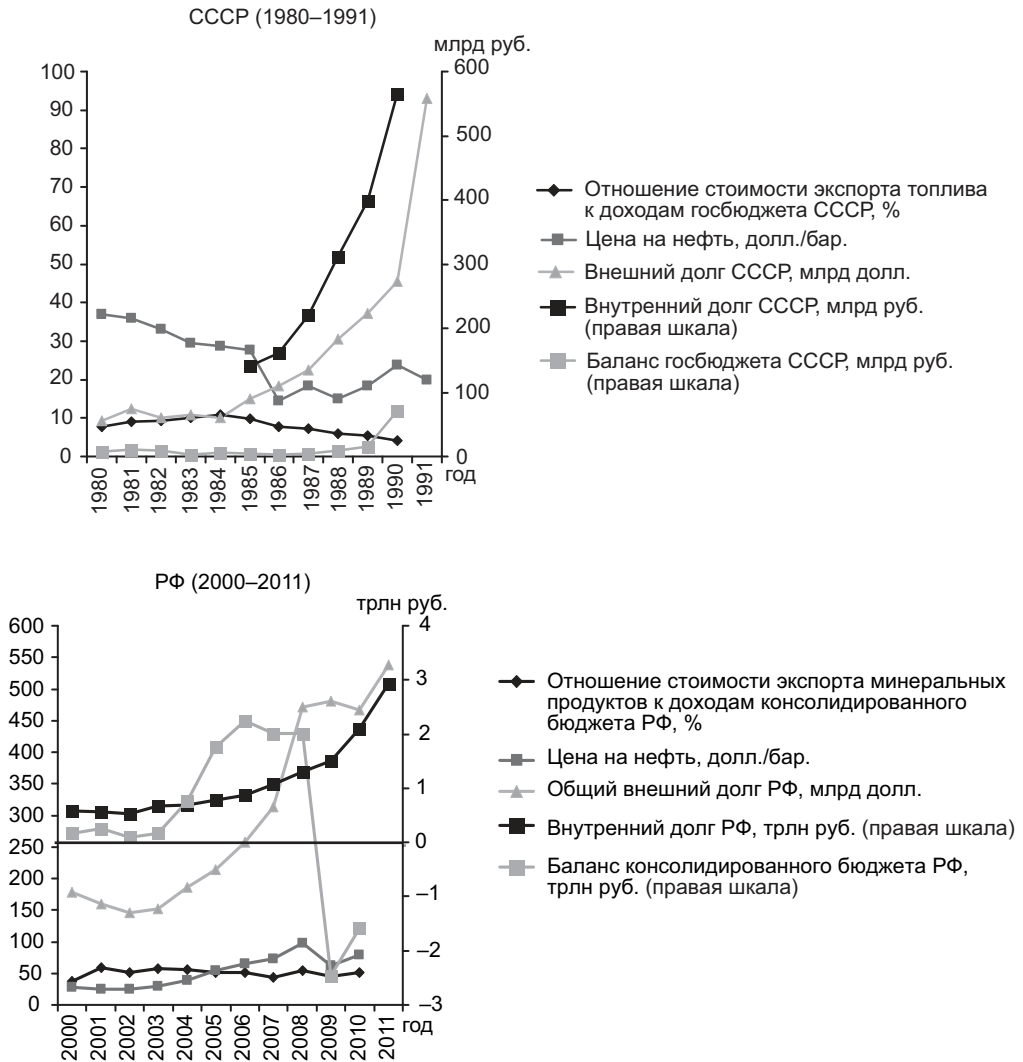 СССР (1980–1991)
млрд руб.
100
90
80
70
60
50
40
30
20
10
0
600
500
400
300
200
100
0
1980
1981
1982
1983
1984
1985
1986
1987
1988
1989
1990
1991
год
Отношение стоимости экспорта топлива
к доходам госбюджета СССР, %
Цена на нефть, долл./бар.
Внешний долг СССР, млрд долл.
Внутренний долг СССР, млрд руб.
(правая шкала)
Баланс госбюджета СССР, млрд руб.
(правая шкала)
РФ (2000–2011)
трлн руб.
600
550
500
450
400
350
300
250
200
150
100
50
0
4
3
2
1
0
–1
–2
–3
2000
2001
2002
2003
2004
2005
2006
2007
2008
2009
2010
2011
год
Отношение стоимости экспорта минеральных
продуктов к доходам консолидированного
бюджета РФ, %
Цена на нефть, долл./бар.
Общий внешний долг РФ, млрд долл.
Внутренний долг РФ, трлн руб. (правая шкала)
Баланс консолидированного бюджета РФ,
трлн руб. (правая шкала)